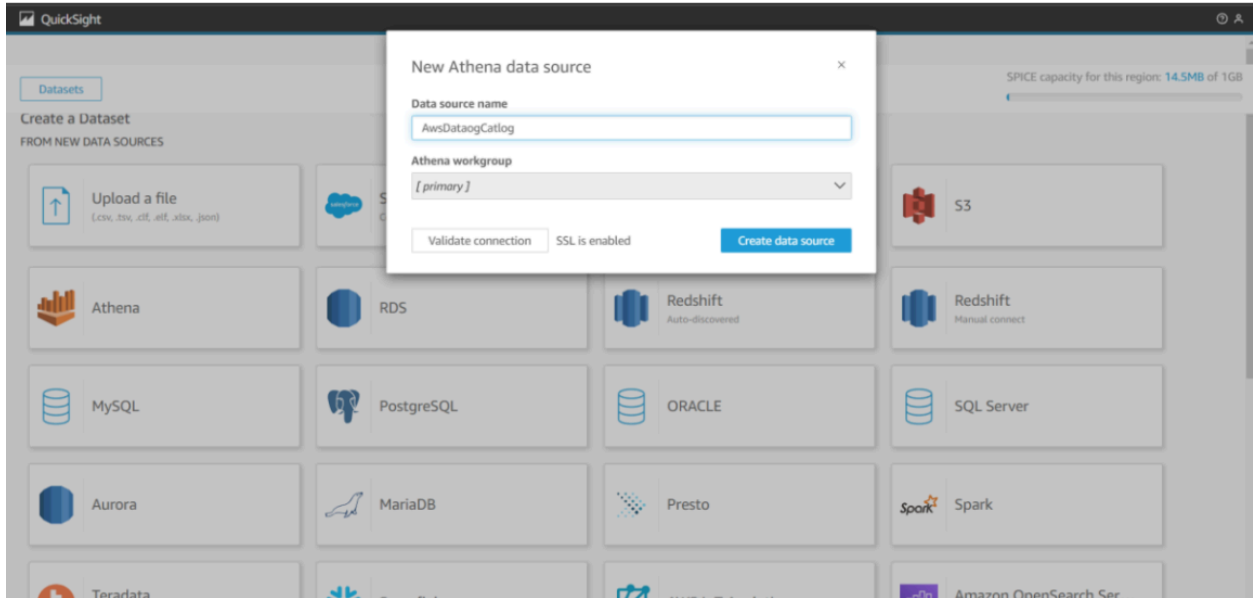 QuickSight
New Athena data source
Datasets
SPICE capacity for this region: 14.5MB of 1GB
Data source name
AwsDataogCatlog
Create a Dataset
FROM NEW DATA SOURCES
Athena workgroup
[ primary ]
Validate connection
SSL is enabled
Create data source
Upload a file
(.csv, .tsv, .clf, .elf, .xlsx, .json)
salesforce
S
C
S3
Athena
RDS
Redshift
Auto-discovered
Redshift
Manual connect
MySQL
PostgreSQL
ORACLE
SQL Server
Aurora
MariaDB
Presto
Spark
Spark
Teradata
Amazon OpenSearch Ser